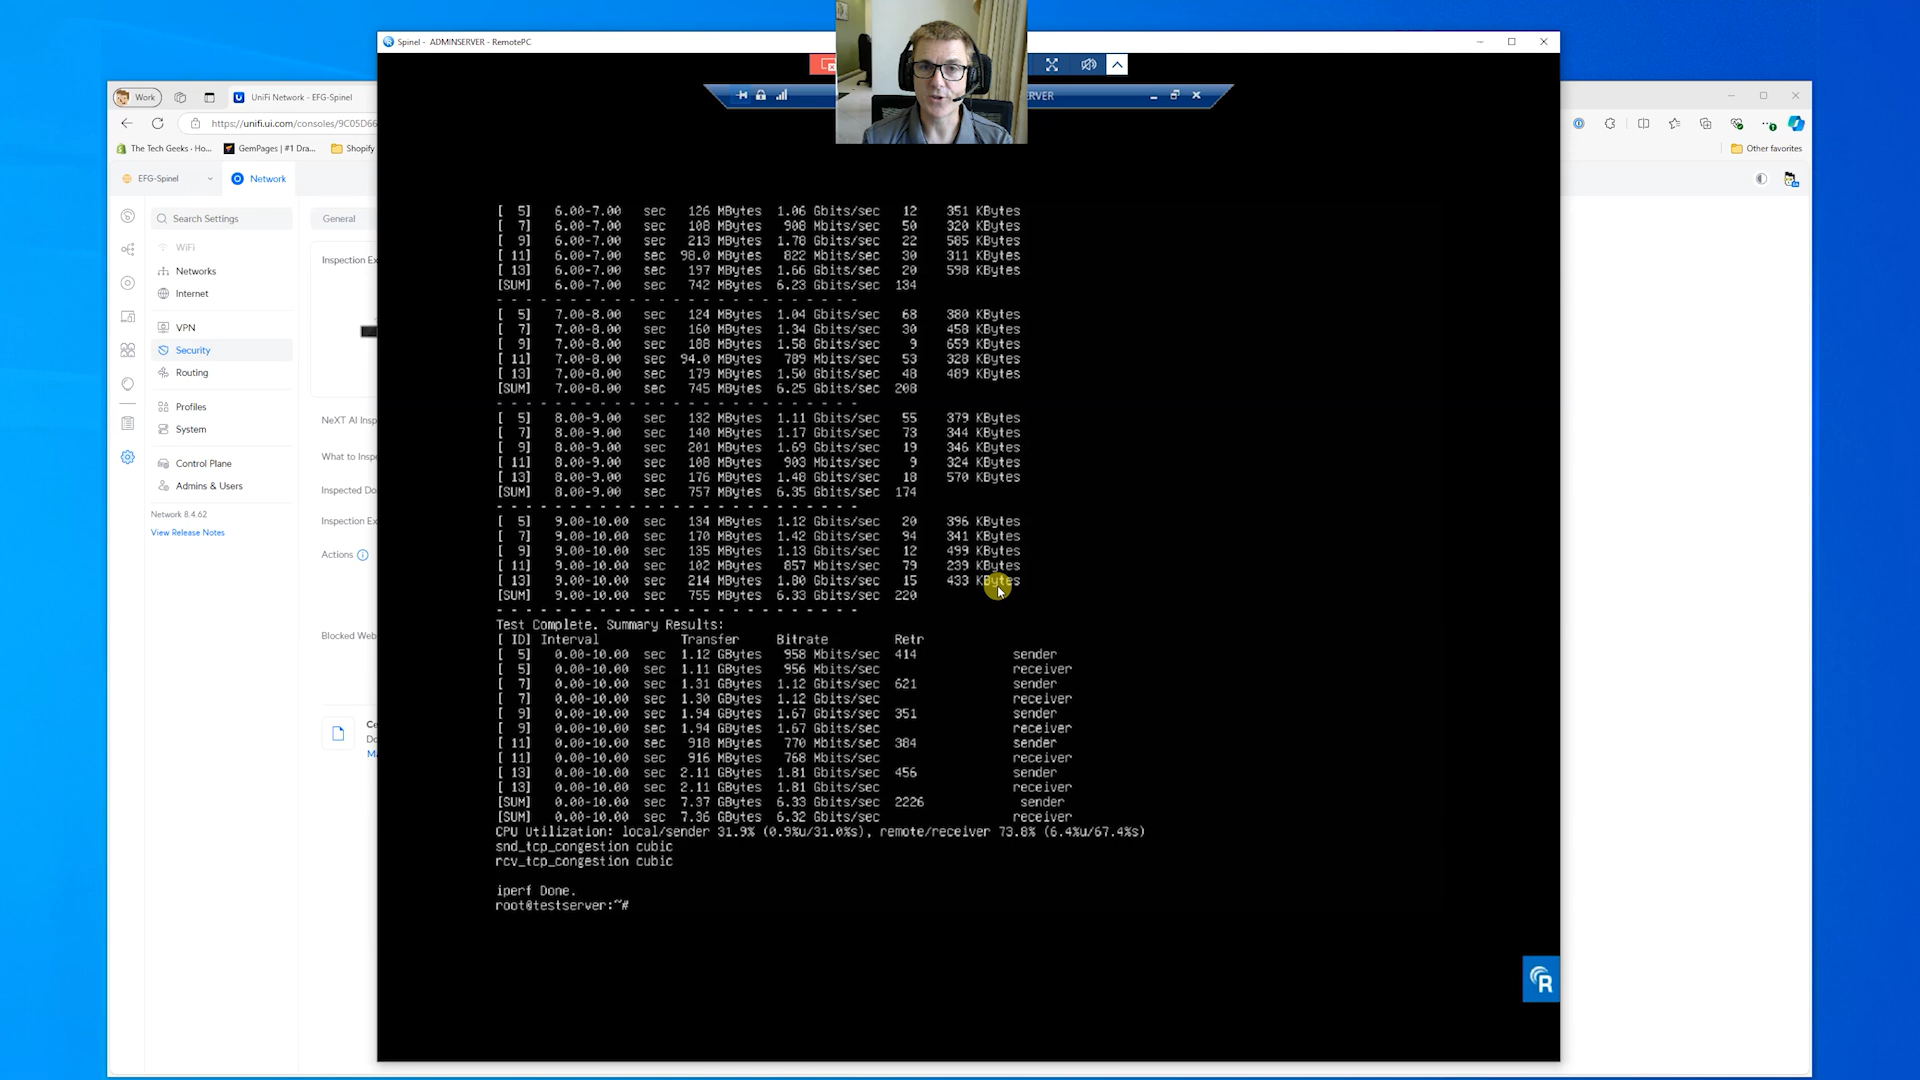 Spinel - ADMINSERVER - RemotePC
Work
UniFi Network - EFG-Spinel
https://unifi.ui.com/consoles/9C05D66
The Tech Geeks - Ho...
GemPages | #1 Dra...
Shopify
Other favorites
EFG-Spinel
Network
Search Settings
General
WiFi
Networks
Internet
VPN
Security
Routing
Profiles
System
Control Plane
Admins & Users
Network 8.4.62
View Release Notes
Inspection Ex
NeXT AI Insp
What to Inspe
Inspected Do
Inspection Ex
Actions
Blocked Web
Ce
Do
Ma
RVER
[  5]   6.00-7.00   sec   126 MBytes  1.06 Gbits/sec   12    351 KBytes
[  7]   6.00-7.00   sec   108 MBytes   908 Mbits/sec   50    320 KBytes
[  9]   6.00-7.00   sec   213 MBytes  1.78 Gbits/sec   22    585 KBytes
[ 11]   6.00-7.00   sec  98.0 MBytes   822 Mbits/sec   30    311 KBytes
[ 13]   6.00-7.00   sec   197 MBytes  1.66 Gbits/sec   20    598 KBytes
[SUM]   6.00-7.00   sec   742 MBytes  6.23 Gbits/sec  134
- - - - - - - - - - - - - - - - - - - - - - - - -
[  5]   7.00-8.00   sec   124 MBytes  1.04 Gbits/sec   68    380 KBytes
[  7]   7.00-8.00   sec   160 MBytes  1.34 Gbits/sec   30    458 KBytes
[  9]   7.00-8.00   sec   188 MBytes  1.58 Gbits/sec    9    659 KBytes
[ 11]   7.00-8.00   sec  94.0 MBytes   789 Mbits/sec   53    328 KBytes
[ 13]   7.00-8.00   sec   179 MBytes  1.50 Gbits/sec   48    489 KBytes
[SUM]   7.00-8.00   sec   745 MBytes  6.25 Gbits/sec  208
- - - - - - - - - - - - - - - - - - - - - - - - -
[  5]   8.00-9.00   sec   132 MBytes  1.11 Gbits/sec   55    379 KBytes
[  7]   8.00-9.00   sec   140 MBytes  1.17 Gbits/sec   73    344 KBytes
[  9]   8.00-9.00   sec   201 MBytes  1.69 Gbits/sec   19    346 KBytes
[ 11]   8.00-9.00   sec   108 MBytes   903 Mbits/sec    9    324 KBytes
[ 13]   8.00-9.00   sec   176 MBytes  1.48 Gbits/sec   18    570 KBytes
[SUM]   8.00-9.00   sec   757 MBytes  6.35 Gbits/sec  174
- - - - - - - - - - - - - - - - - - - - - - - - -
[  5]   9.00-10.00  sec   134 MBytes  1.12 Gbits/sec   20    396 KBytes
[  7]   9.00-10.00  sec   170 MBytes  1.42 Gbits/sec   94    341 KBytes
[  9]   9.00-10.00  sec   135 MBytes  1.13 Gbits/sec   12    499 KBytes
[ 11]   9.00-10.00  sec   102 MBytes   857 Mbits/sec   79    239 KBytes
[ 13]   9.00-10.00  sec   214 MBytes  1.80 Gbits/sec   15    433 KBytes
[SUM]   9.00-10.00  sec   755 MBytes  6.33 Gbits/sec  220
- - - - - - - - - - - - - - - - - - - - - - - - -
Test Complete. Summary Results:
[ ID] Interval           Transfer     Bitrate         Retr
[  5]   0.00-10.00  sec  1.12 GBytes   958 Mbits/sec  414             sender
[  5]   0.00-10.00  sec  1.11 GBytes   956 Mbits/sec                  receiver
[  7]   0.00-10.00  sec  1.31 GBytes  1.12 Gbits/sec  621             sender
[  7]   0.00-10.00  sec  1.30 GBytes  1.12 Gbits/sec                  receiver
[  9]   0.00-10.00  sec  1.94 GBytes  1.67 Gbits/sec  351             sender
[  9]   0.00-10.00  sec  1.94 GBytes  1.67 Gbits/sec                  receiver
[ 11]   0.00-10.00  sec   918 MBytes   770 Mbits/sec  384             sender
[ 11]   0.00-10.00  sec   916 MBytes   768 Mbits/sec                  receiver
[ 13]   0.00-10.00  sec  2.11 GBytes  1.81 Gbits/sec  456             sender
[ 13]   0.00-10.00  sec  2.11 GBytes  1.81 Gbits/sec                  receiver
[SUM]   0.00-10.00  sec  7.37 GBytes  6.33 Gbits/sec  2226             sender
[SUM]   0.00-10.00  sec  7.36 GBytes  6.32 Gbits/sec                  receiver
CPU Utilization: local/sender 31.9% (0.9%u/31.0%s), remote/receiver 73.8% (6.4%u/67.4%s)
snd_tcp_congestion cubic
rcv_tcp_congestion cubic
iperf Done.
root@testserver:~#
R